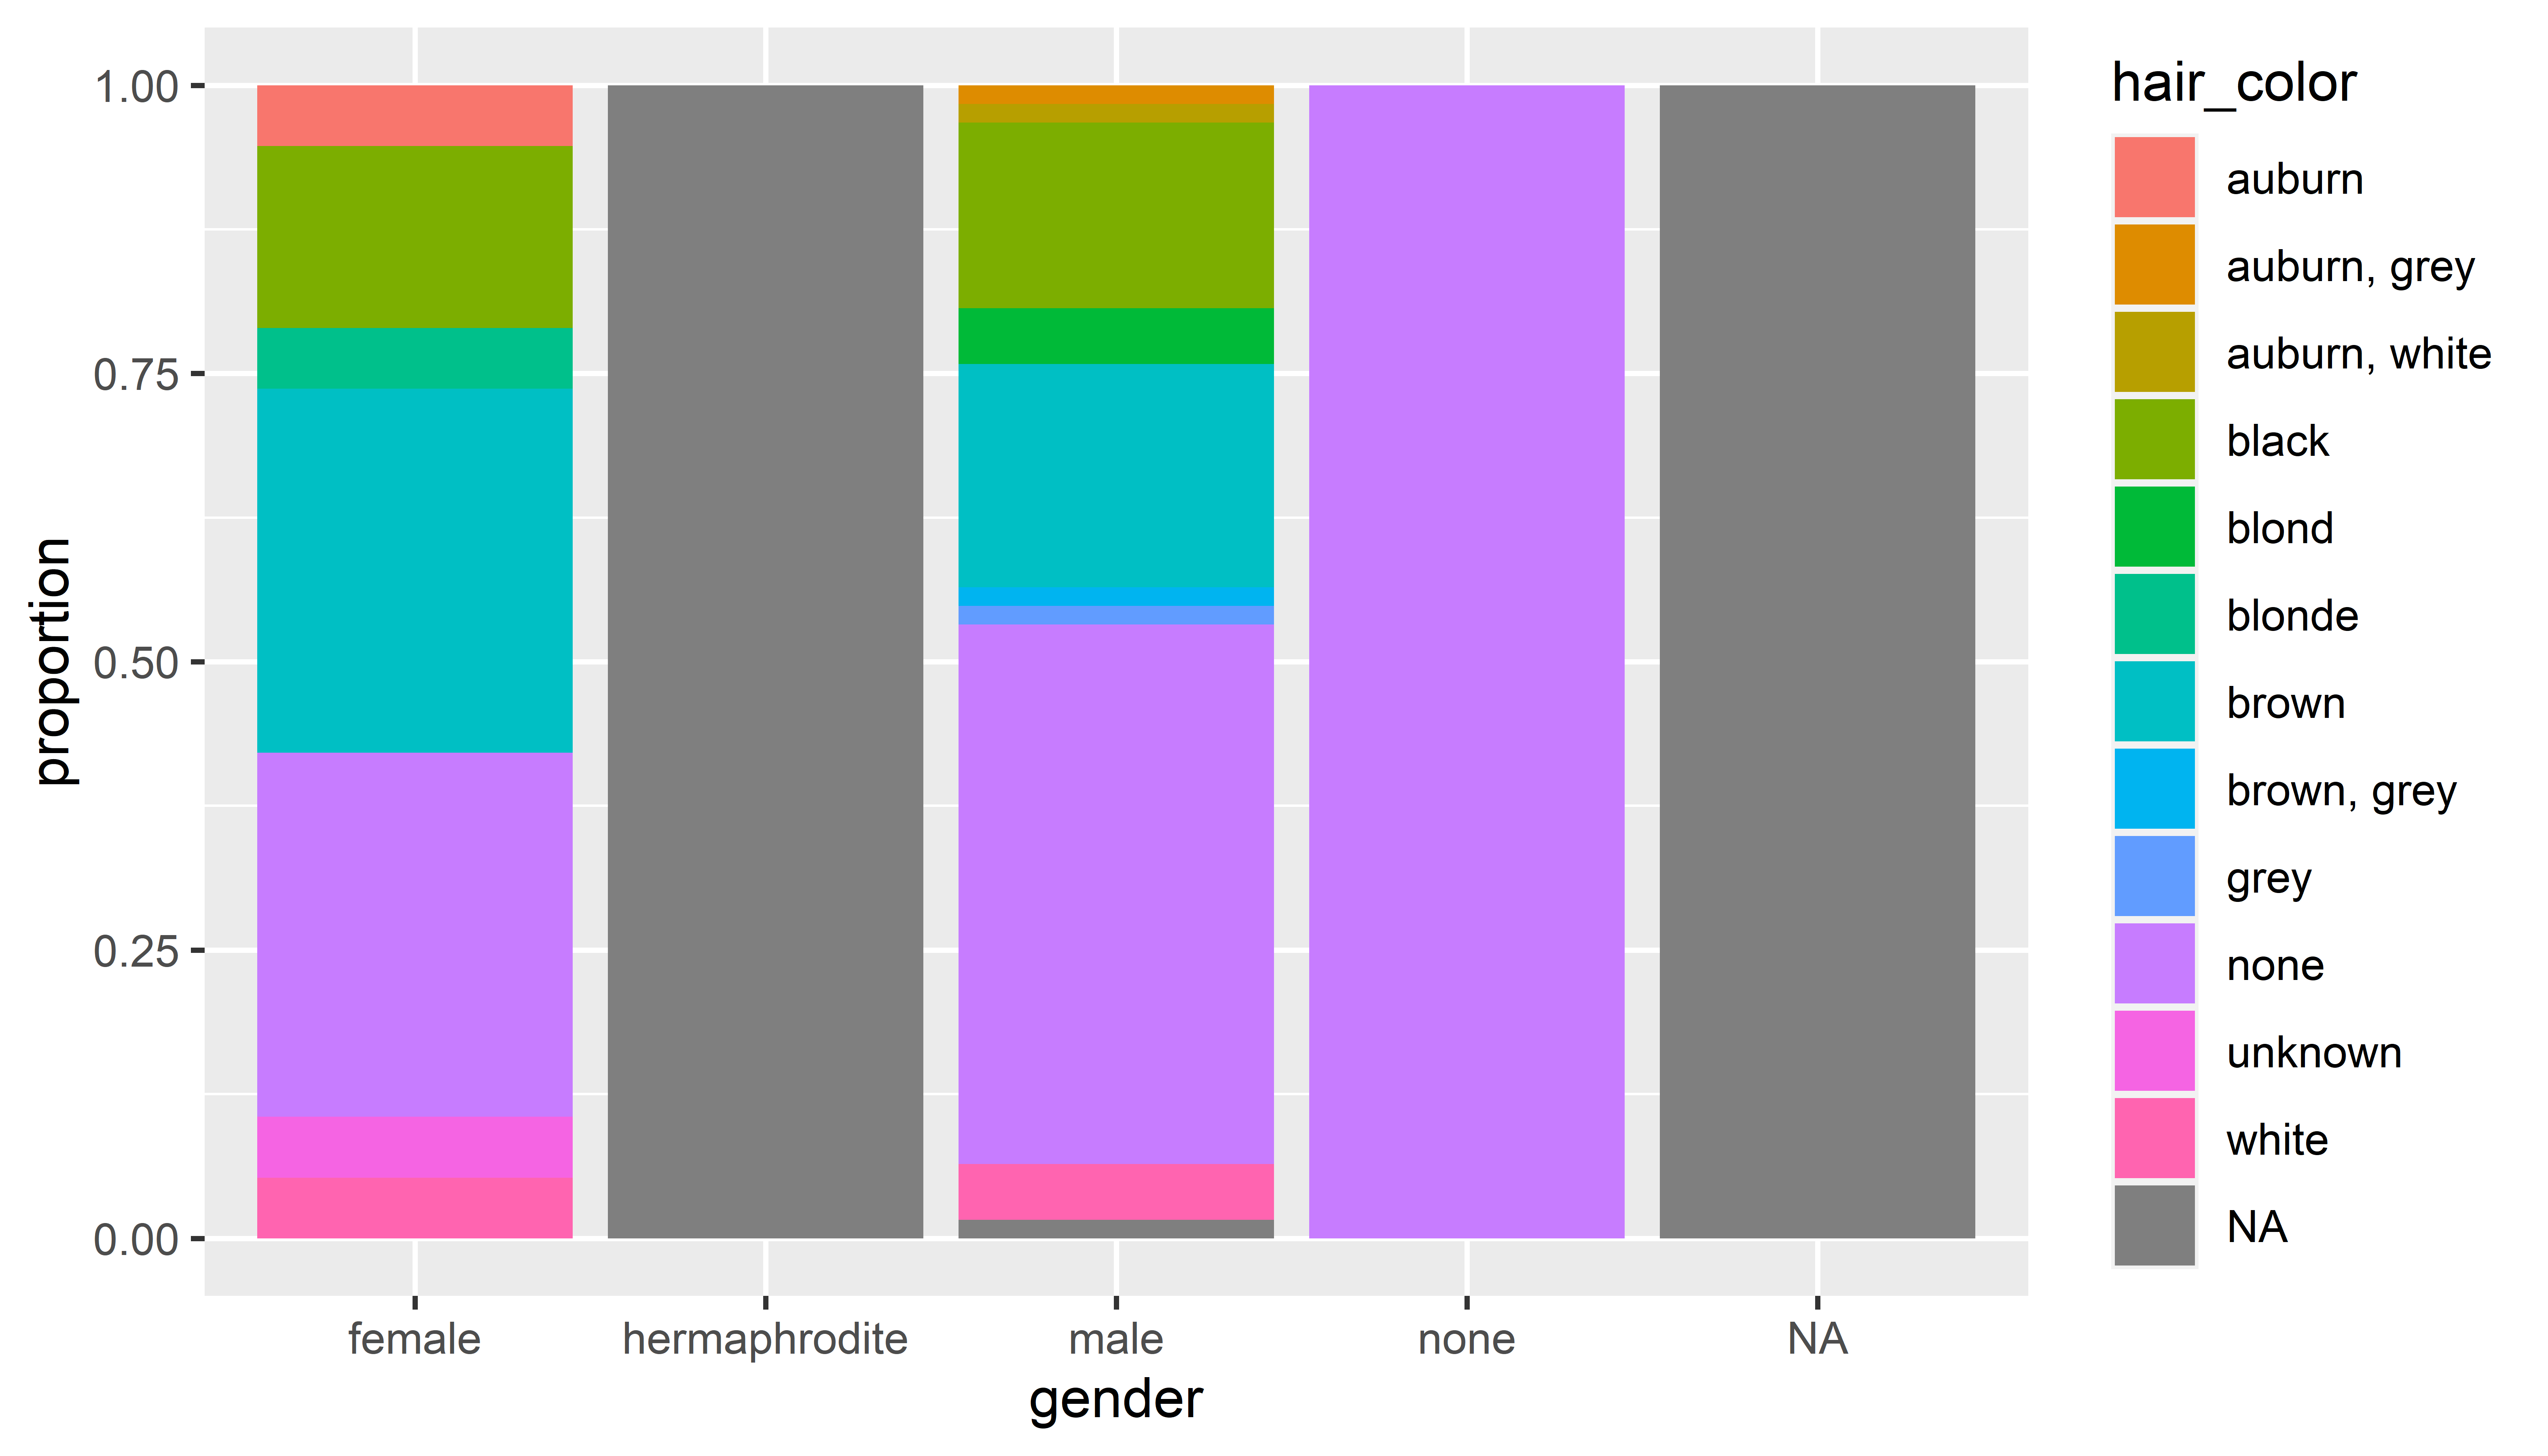 1.00
0.75
0.50
0.25
0.00
proportion
female hermaphrodite male none NA
gender
hair_color
auburn
auburn, grey
auburn, white
black
blond
blonde
brown
brown, grey
grey
none
unknown
white
NA